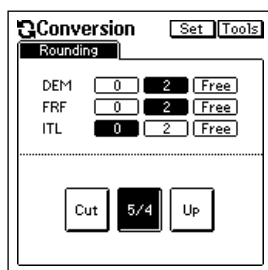 Conversion Set Tools
Rounding
DEM 0 2 Free
FRF 0 2 Free
ITL 0 2 Free
Cut 5/4 Up